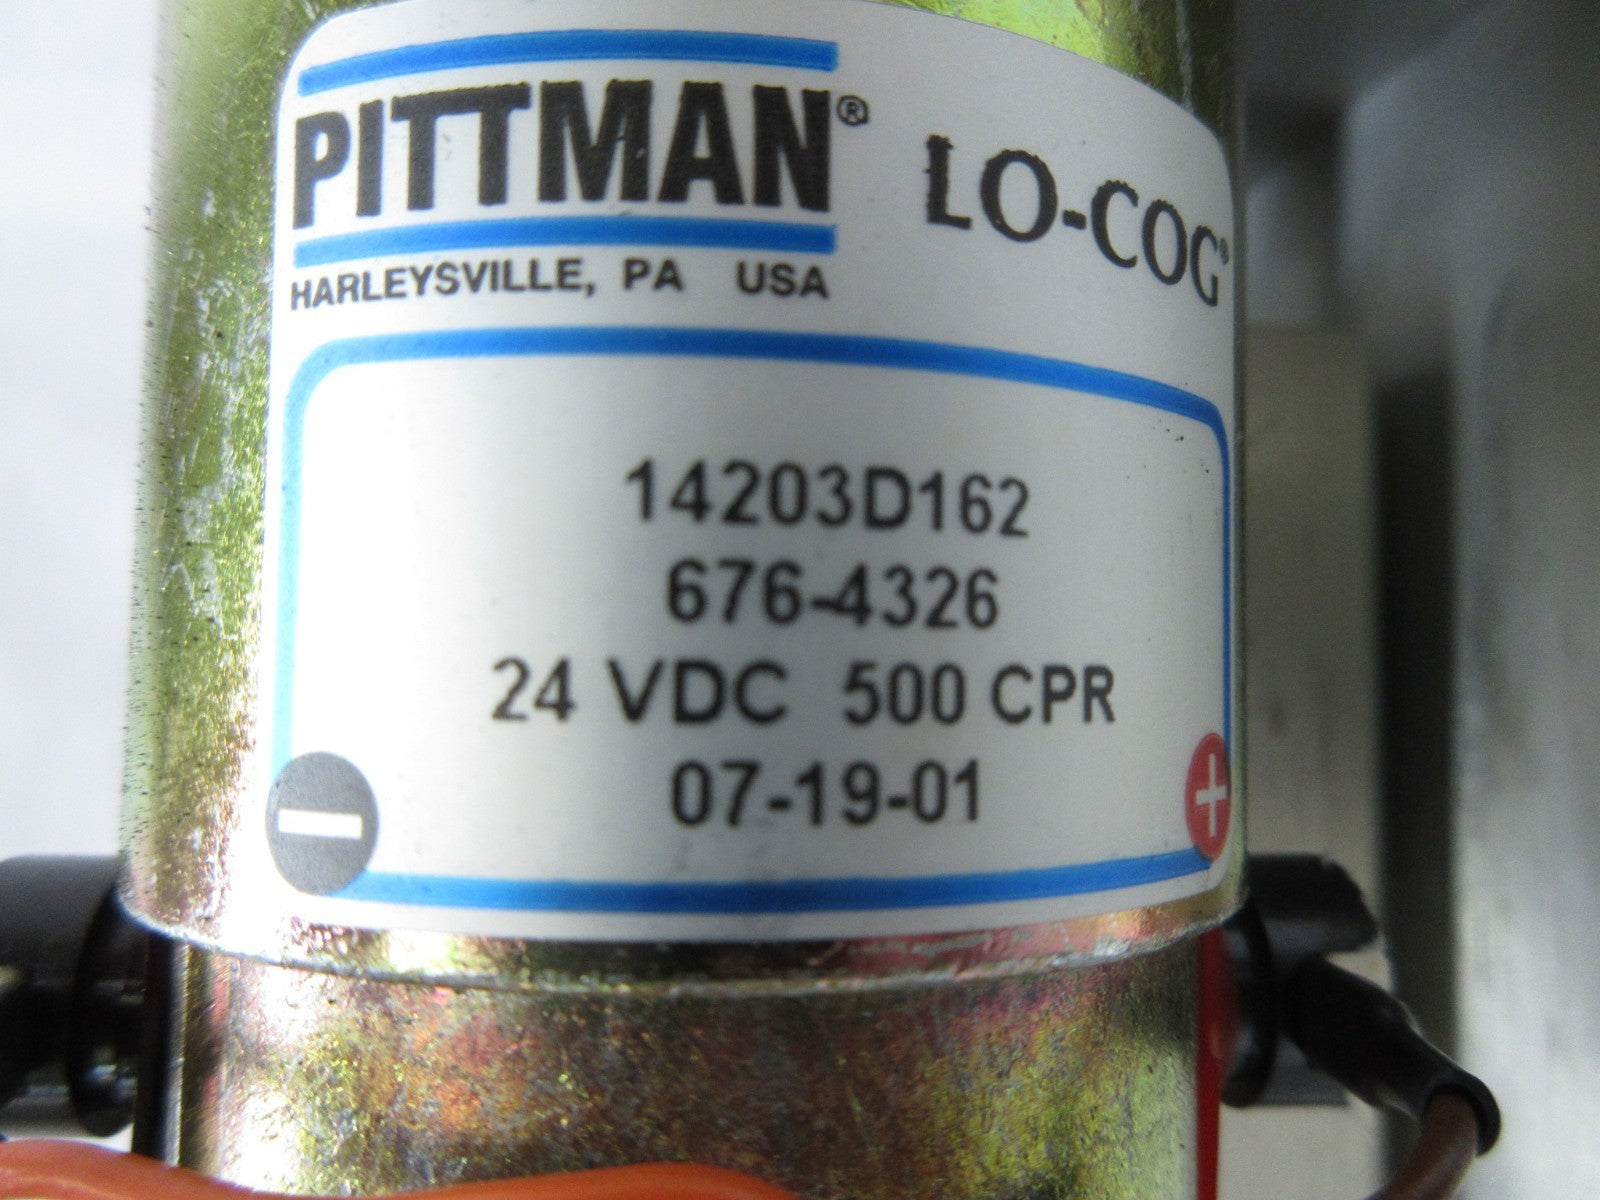 PITTMAN® LO-COG®
HARLEYSVILLE, PA USA
14203D162
676-4326
24 VDC 500 CPR
07-19-01
− +